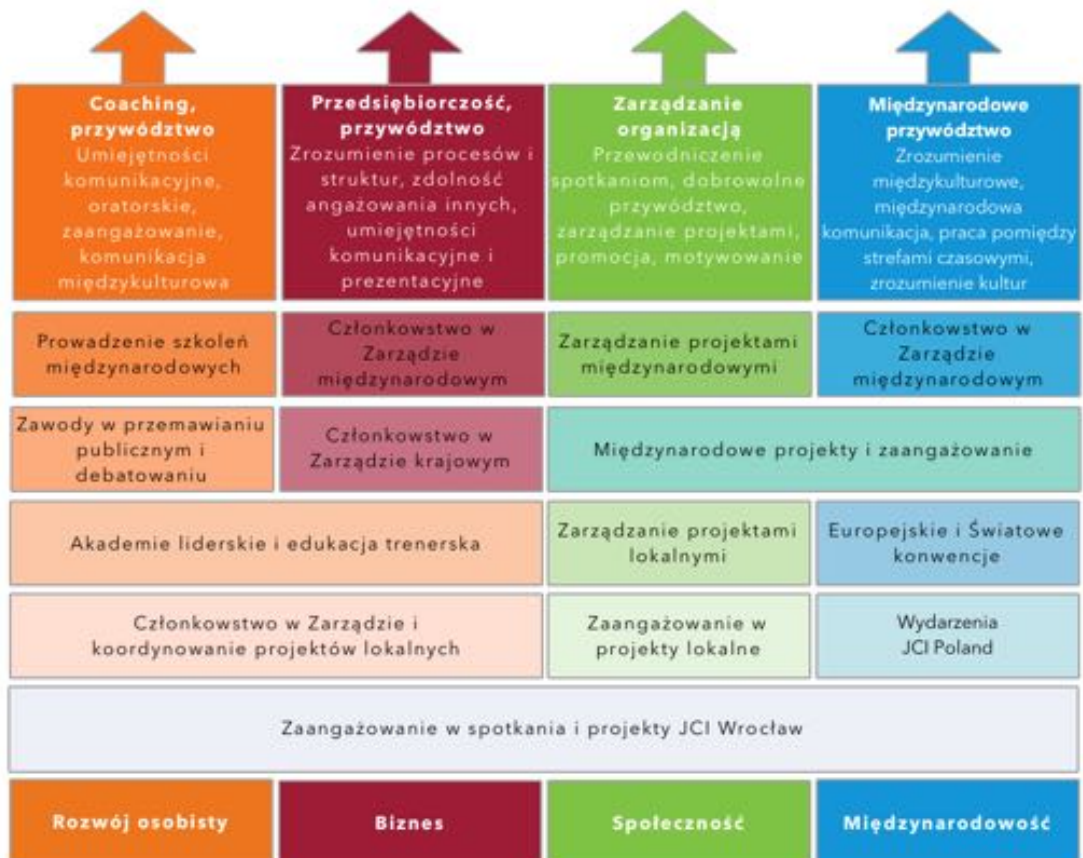 Coaching,
przywództwo
Umiejętności
komunikacyjne,
oratorskie,
zaangażowanie,
komunikacja
międzykulturowa
Przedsiębiorczość,
przywództwo
Zrozumienie procesów i
struktur, zdolność
angażowania innych,
umiejętności
komunikacyjne i
prezentacyjne
Zarządzanie
organizacją
Przewodniczenie
spotkaniom, dobrowolne
przywództwo,
zarządzanie projektami,
promocja, motywowanie
Międzynarodowe
przywództwo
Zrozumienie
międzykulturowe,
międzynarodowa
komunikacja, praca pomiędzy
strefami czasowymi,
zrozumienie kultur
Prowadzenie szkoleń
międzynarodowych
Członkowstwo w
Zarządzie
międzynarodowym
Zarządzanie projektami
międzynarodowymi
Członkowstwo w
Zarządzie
międzynarodowym
Zawody w przemawianiu
publicznym i
debatowaniu
Członkowstwo w
Zarządzie krajowym
Międzynarodowe projekty i zaangażowanie
Akademie liderskie i edukacja trenerska
Zarządzanie projektami
lokalnymi
Europejskie i Światowe
konwencje
Członkowstwo w Zarządzie i
koordynowanie projektów lokalnych
Zaangażowanie w
projekty lokalne
Wydarzenia
JCI Poland
Zaangażowanie w spotkania i projekty JCI Wrocław
Rozwój osobisty
Biznes
Społeczność
Międzynarodowość